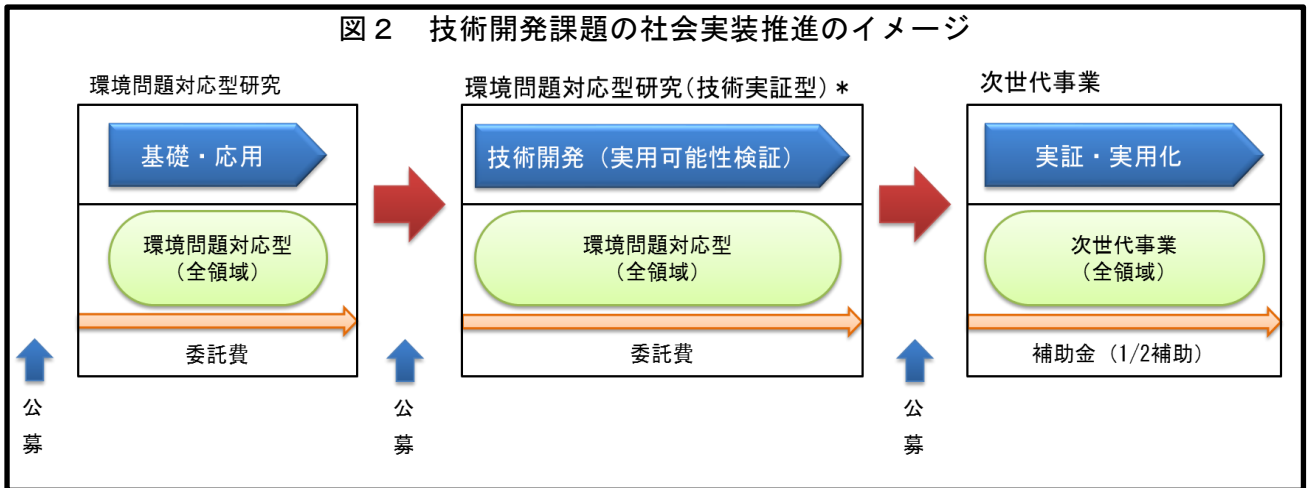 図２　技術開発課題の社会実装推進のイメージ
環境問題対応型研究
基礎・応用
環境問題対応型
（全領域）
委託費
公
募
環境問題対応型研究（技術実証型）＊
技術開発（実用可能性検証）
環境問題対応型
（全領域）
委託費
公
募
次世代事業
実証・実用化
次世代事業
（全領域）
補助金（1/2補助）
公
募